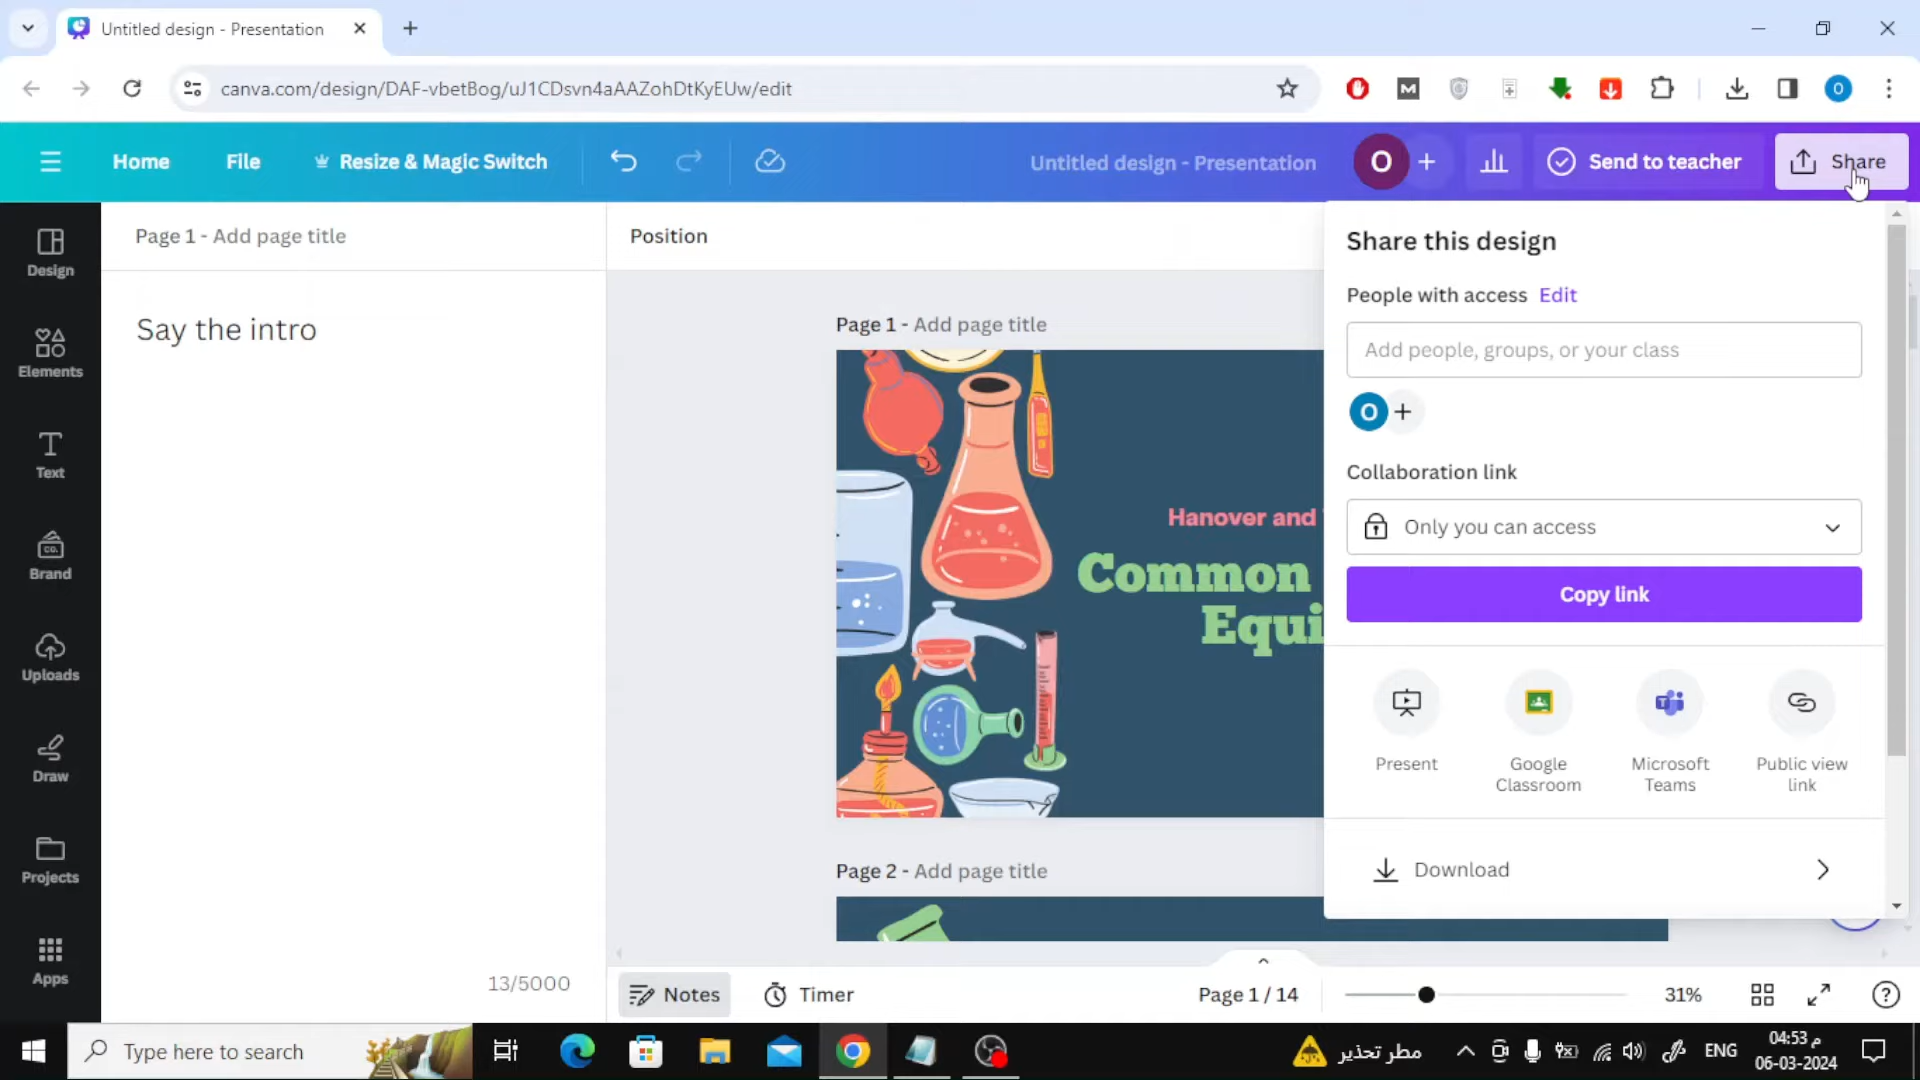 Untitled design - Presentation
canva.com/design/DAF-vbetBog/uJ1CDsvn4aAAZohDtKyEUw/edit
M
O
Home
File
Resize & Magic Switch
Untitled design - Presentation
O
Send to teacher
Share
Design
Elements
Text
CO.
Brand
Uploads
Draw
Projects
Apps
Page 1 - Add page title
Say the intro
13/5000
Position
Page 1 - Add page title
Hanover and
Common
Equi
Page 2 - Add page title
Share this design
People with access Edit
Add people, groups, or your class
O
Collaboration link
Only you can access
Copy link
Present
Google
Classroom
Microsoft
Teams
Public view
link
Download
Notes
Timer
Page 1 / 14
31%
Type here to search
مطر تحذير
ENG
04:53 م
06-03-2024